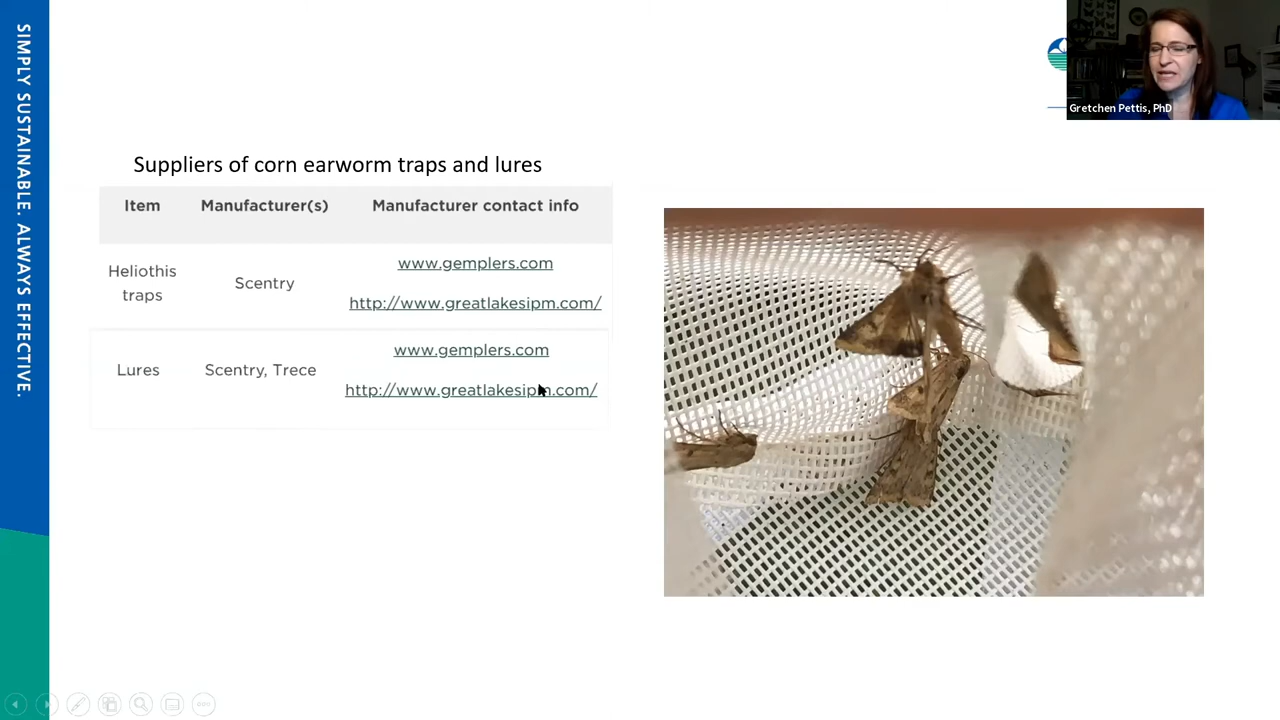 SIMPLY SUSTAINABLE. ALWAYS EFFECTIVE.
Gretchen Pettis, PhD
Suppliers of corn earworm traps and lures
Item Manufacturer(s) Manufacturer contact info
Heliothis traps Scentry www.gemplers.com
http://www.greatlakesipm.com/
Lures Scentry, Trece www.gemplers.com
http://www.greatlakesipm.com/